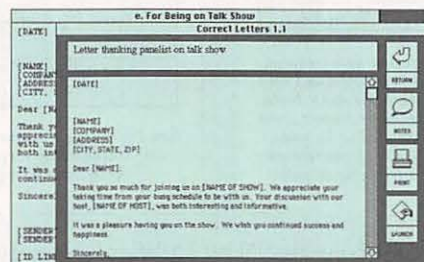 e. For Being on Talk Show
Correct Letters 1.1
Letter thanking panelist on talk show
[DATE]
[NAME]
[COMPANY]
[ADDRESS]
[CITY, STATE, ZIP]
Dear [NAME]:
Thank you so much for joining us on [NAME OF SHOW]. We appreciate your
taking time from your busy schedule to be with us. Your discussion with our
host, [NAME OF HOST], was both interesting and informative.
It was a pleasure having you on the show. We wish you continued success and
happiness.
Sincerely,
RETURN
NOTES
PRINT
LAUNCH
[DATE]
[NAME]
[COMPAN
[ADDRESS
[CITY, S
Dear [NA
Thank y
appreci
with us
both int
It was
continue
Sincere
[SENDER'
[SENDER'
[ID LINE